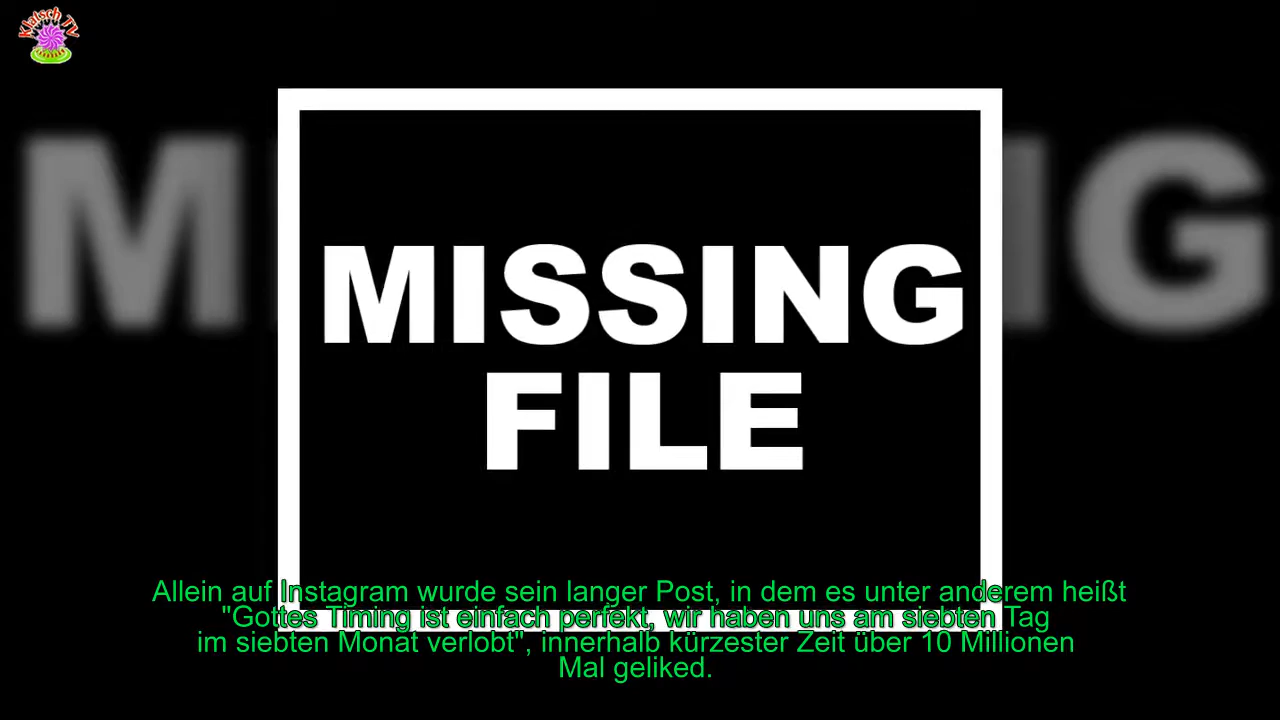 Klatsch TV
MISSING
FILE
Allein auf Instagram wurde sein langer Post, in dem es unter anderem heißt
"Gottes Timing ist einfach perfekt, wir haben uns am siebten Tag
im siebten Monat verlobt", innerhalb kürzester Zeit über 10 Millionen
Mal geliked.